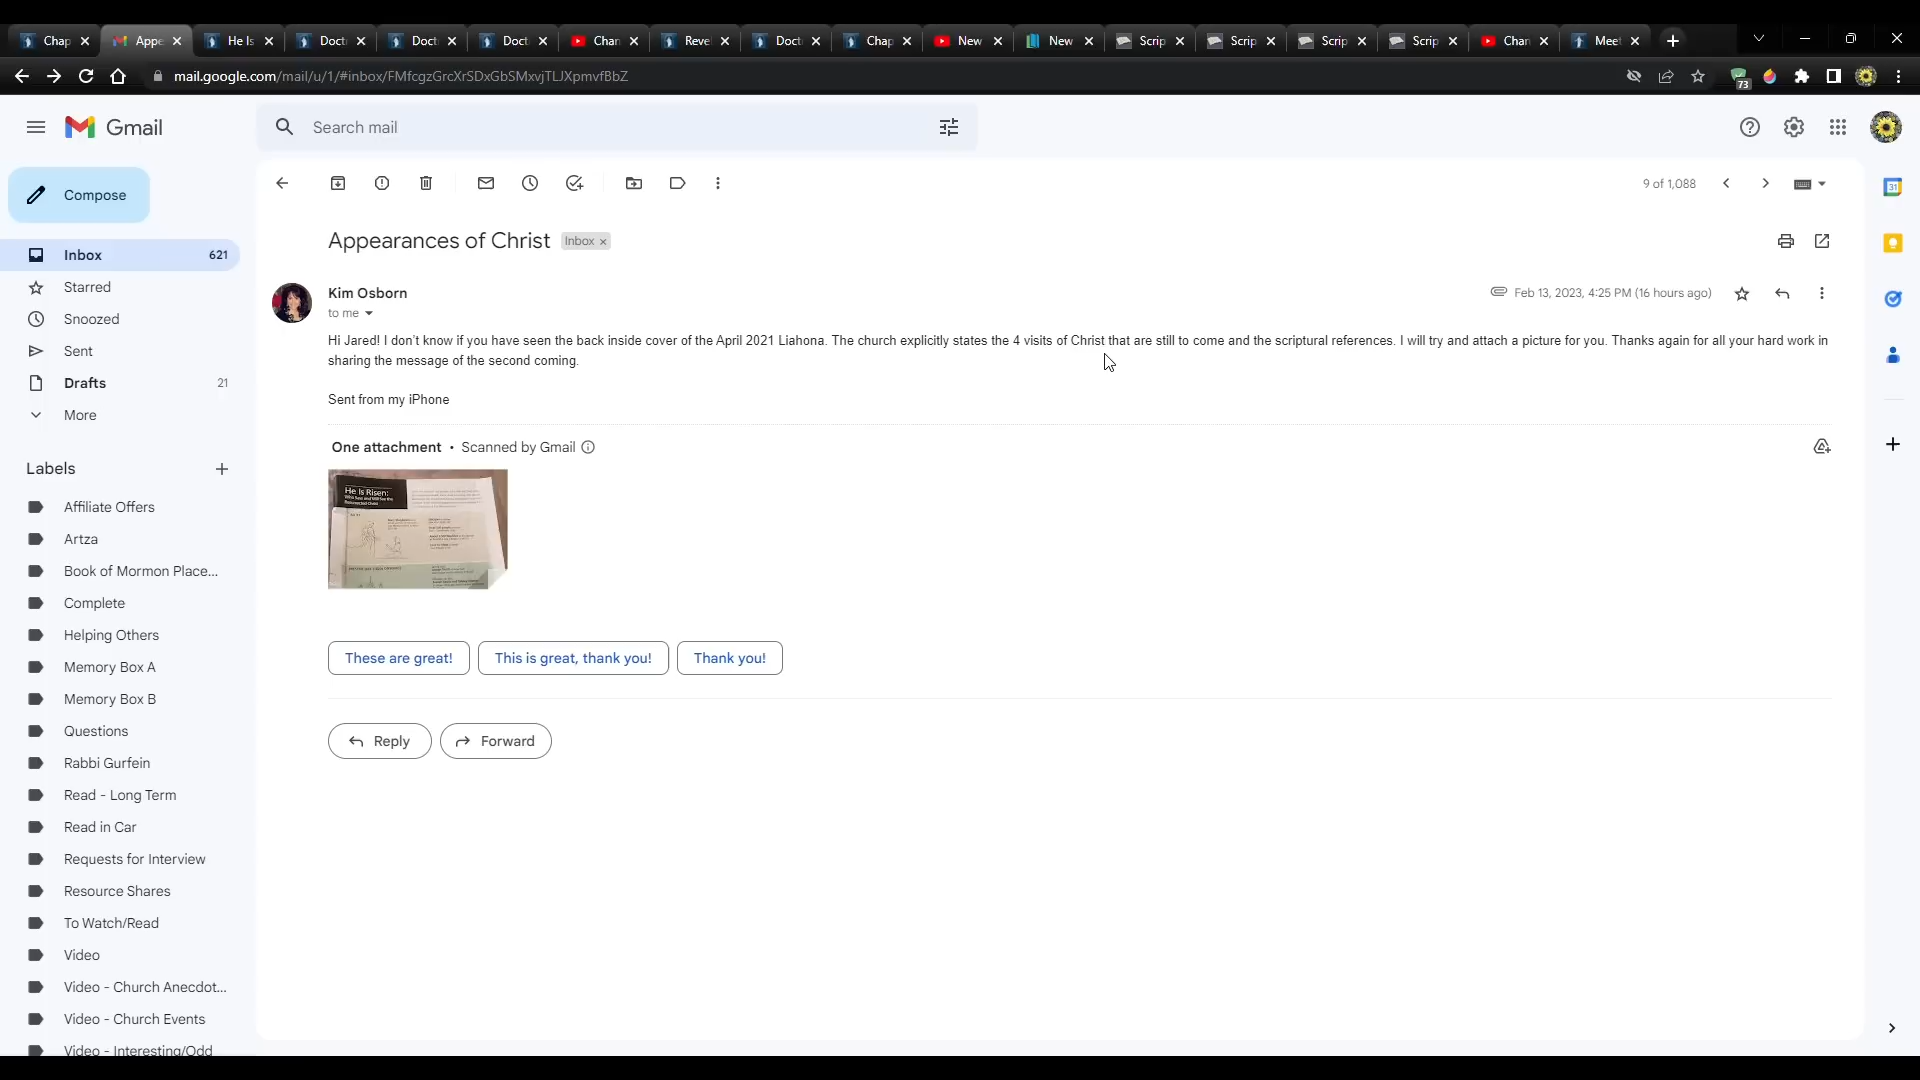 Chap
Appe
He Is
Doct
Doct
Doct
Chan
Reve
Doct
Chap
New
New
Scrip
Scrip
Scrip
Scrip
Chan
Meet
mail.google.com/mail/u/1/#inbox/FMfcgzGrcXrSDxGbSMxvjTLJXpmvfBbZ
73
Gmail
Search mail
Compose
9 of 1,088
31
Inbox 621
Starred
Snoozed
Sent
Drafts 21
More
Labels
Affiliate Offers
Artza
Book of Mormon Place...
Complete
Helping Others
Memory Box A
Memory Box B
Questions
Rabbi Gurfein
Read - Long Term
Read in Car
Requests for Interview
Resource Shares
To Watch/Read
Video
Video - Church Anecdot...
Video - Church Events
Video - Interesting/Odd
Appearances of Christ Inbox x
Kim Osborn
Feb 13, 2023, 4:25 PM (16 hours ago)
to me
Hi Jared! I don't know if you have seen the back inside cover of the April 2021 Liahona. The church explicitly states the 4 visits of Christ that are still to come and the scriptural references. I will try and attach a picture for you. Thanks again for all your hard work in
sharing the message of the second coming.
Sent from my iPhone
One attachment • Scanned by Gmail
He Is Risen:
These are great!
This is great, thank you!
Thank you!
Reply
Forward